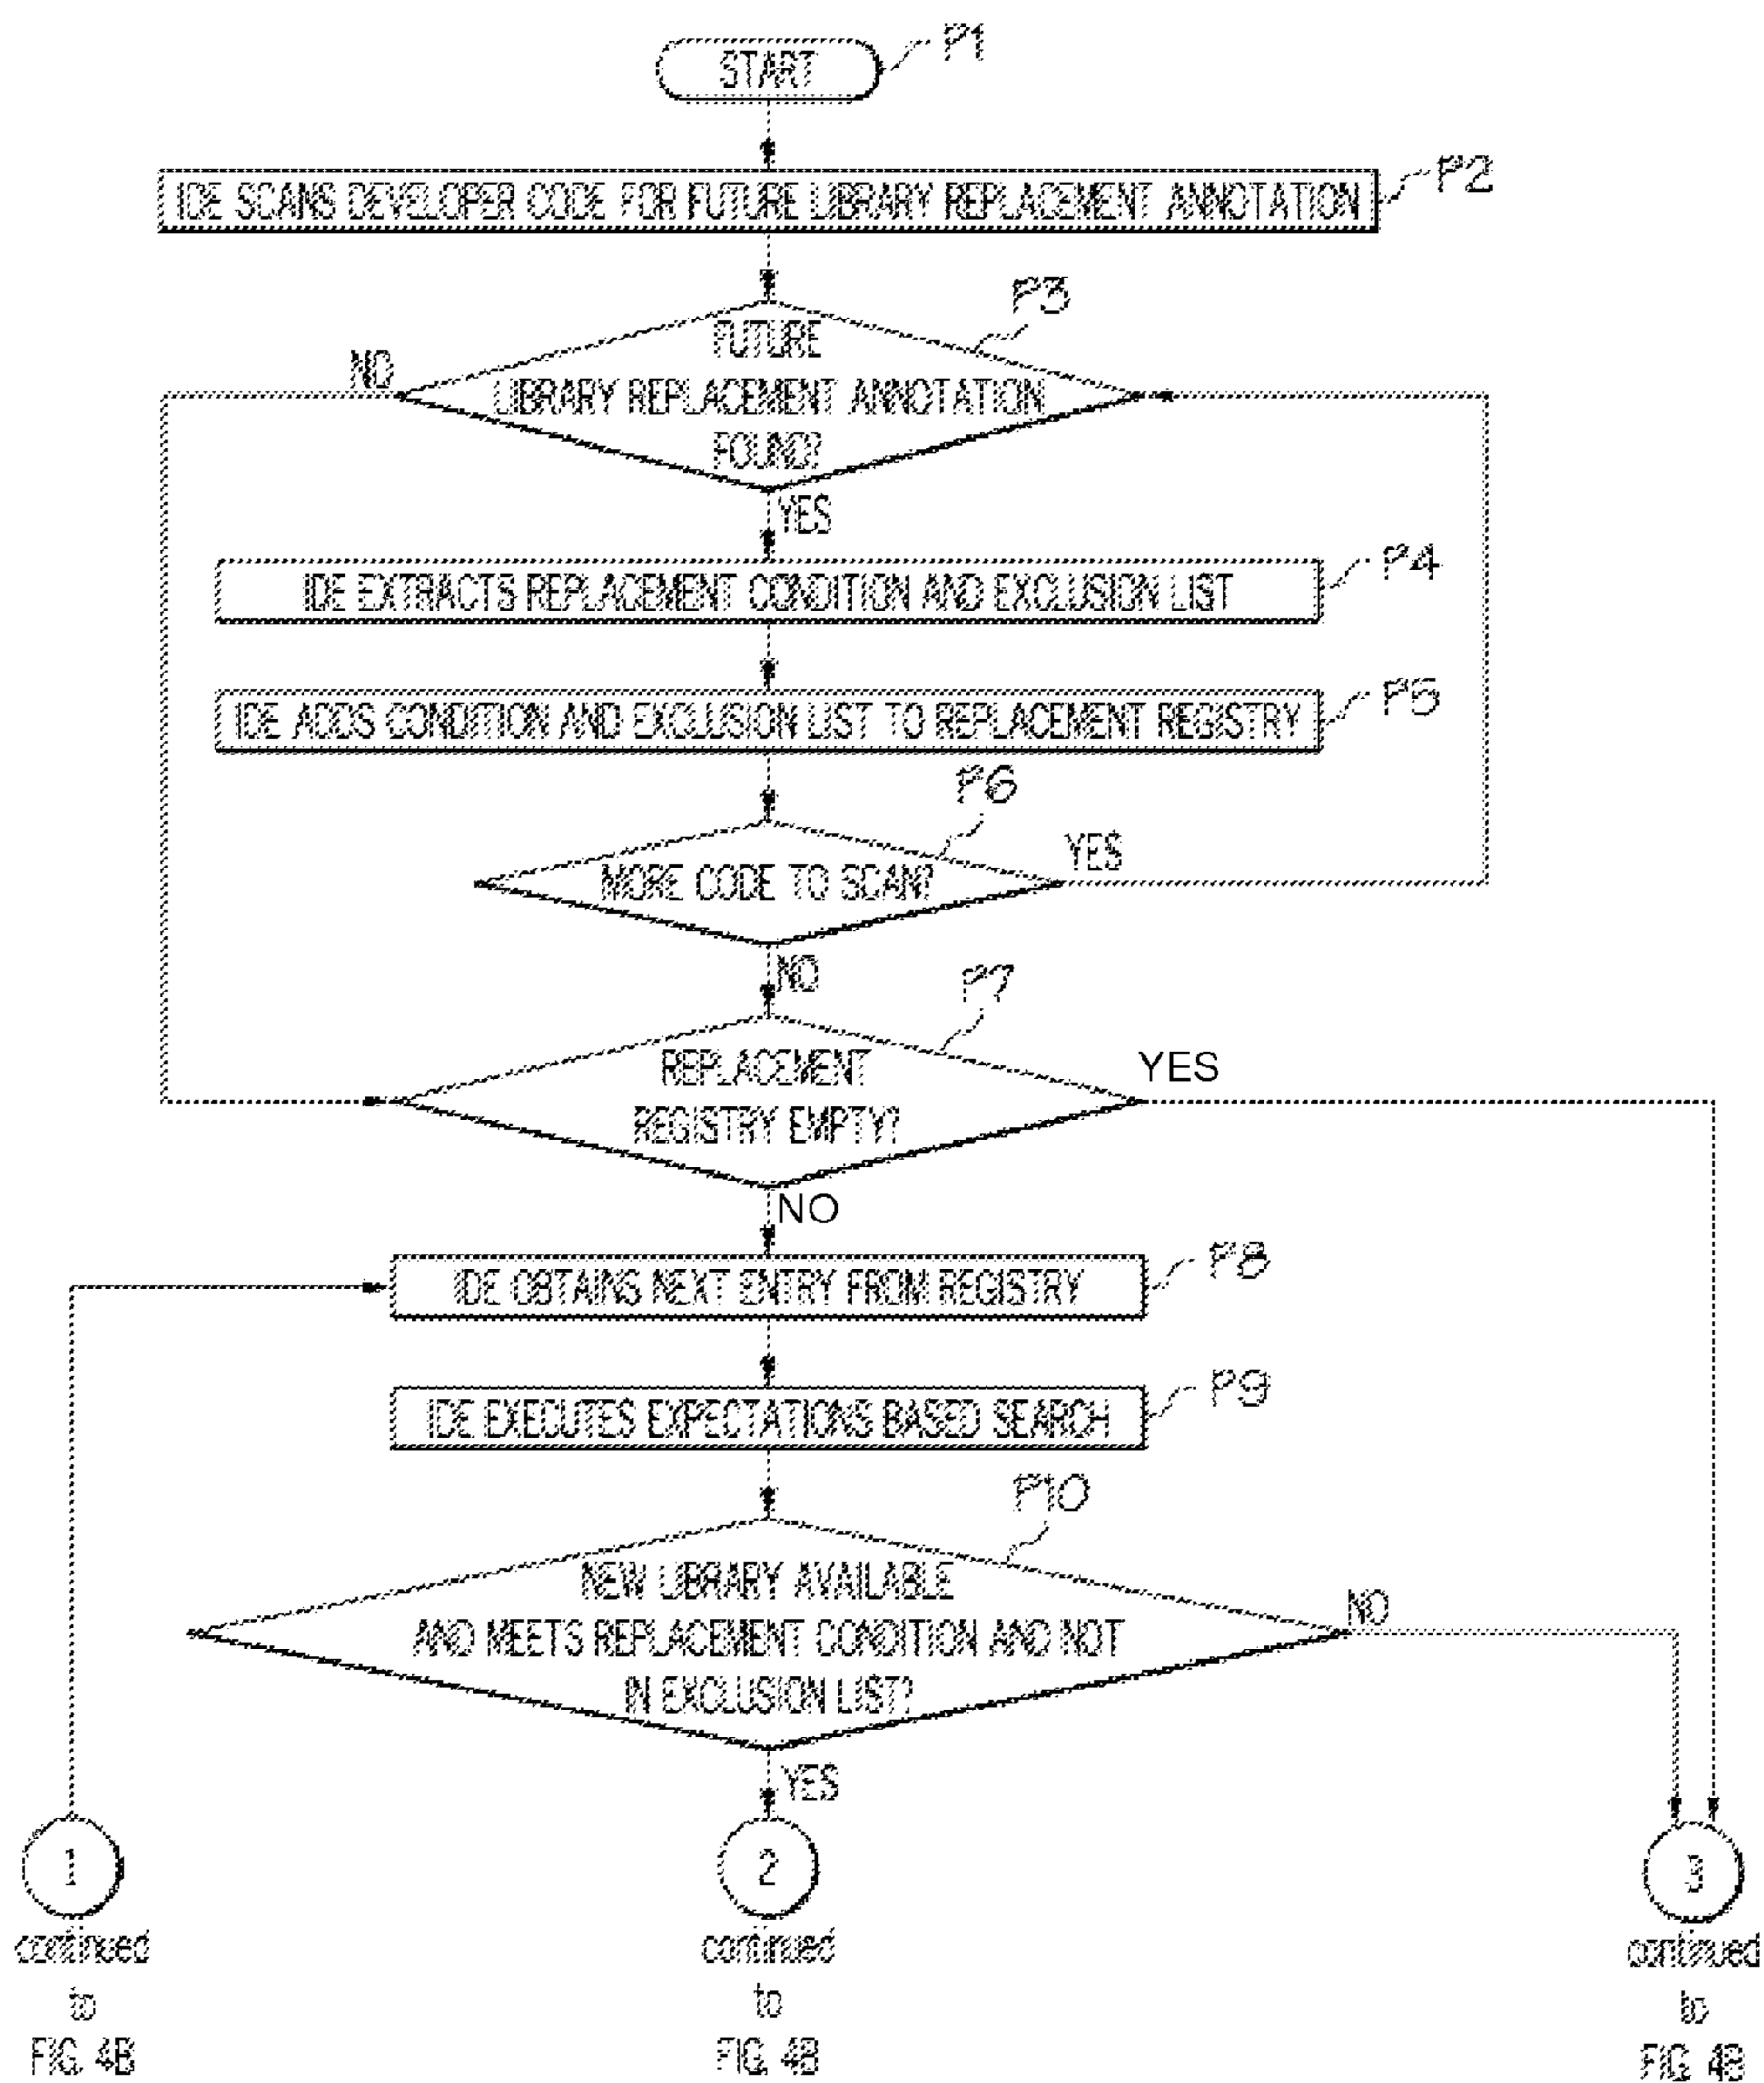 START
P1
IDE SCANS DEVELOPER CODE FOR FUTURE LIBRARY REPLACEMENT ANNOTATION
P2
P3
FUTURE
LIBRARY REPLACEMENT ANNOTATION
FOUND?
NO
YES
IDE EXTRACTS REPLACEMENT CONDITION AND EXCLUSION LIST
P4
IDE ADDS CONDITION AND EXCLUSION LIST TO REPLACEMENT REGISTRY
P5
P6
MORE CODE TO SCAN?
YES
NO
P7
REPLACEMENT
REGISTRY EMPTY?
YES
NO
IDE OBTAINS NEXT ENTRY FROM REGISTRY
P8
IDE EXECUTES EXPECTATIONS BASED SEARCH
P9
P10
NEW LIBRARY AVAILABLE
AND MEETS REPLACEMENT CONDITION AND NOT
IN EXCLUSION LIST?
NO
YES
1
continued
to
FIG. 4B
2
continued
to
FIG. 4B
3
continued
to
FIG. 4B